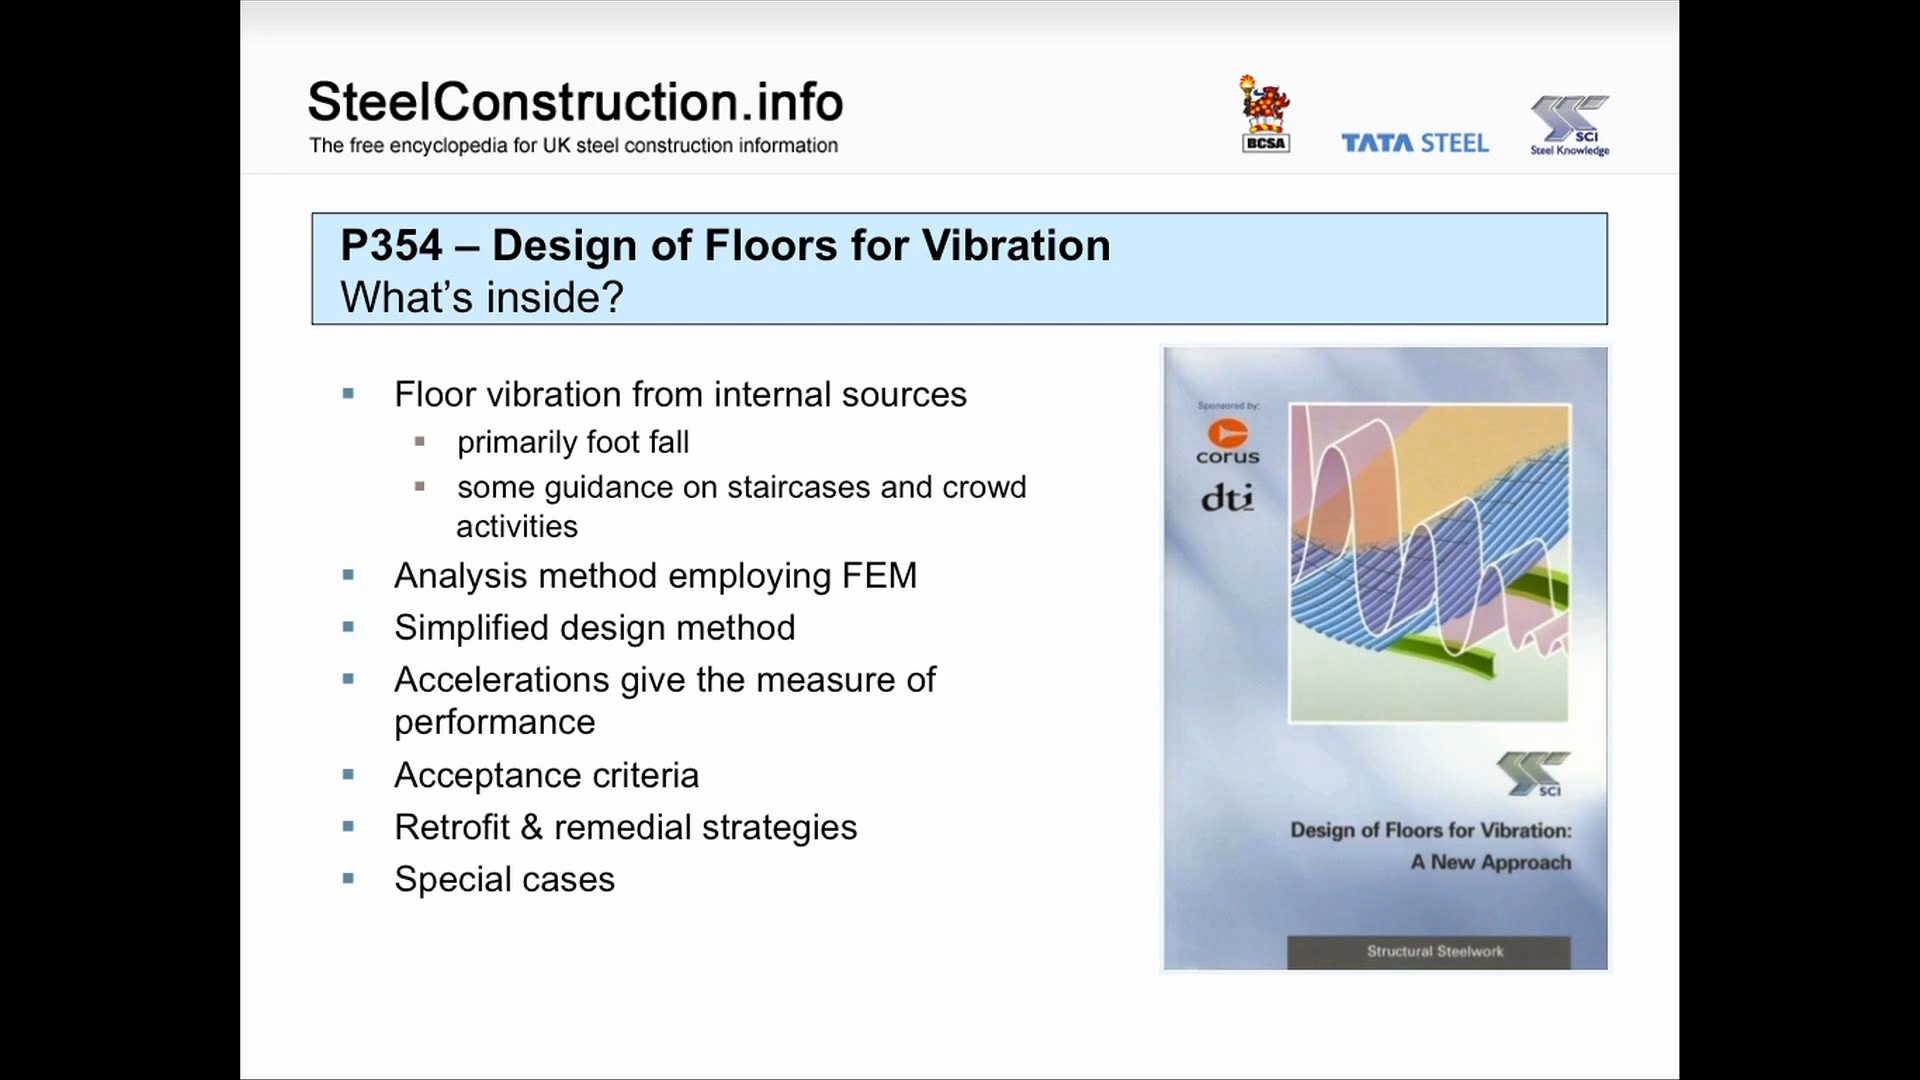 SteelConstruction.info
The free encyclopedia for UK steel construction information
BCSA
TATA STEEL
SCI
Steel Knowledge
P354 – Design of Floors for Vibration
What’s inside?
▪ Floor vibration from internal sources
▪ primarily foot fall
▪ some guidance on staircases and crowd
activities
▪ Analysis method employing FEM
▪ Simplified design method
▪ Accelerations give the measure of
performance
▪ Acceptance criteria
▪ Retrofit & remedial strategies
▪ Special cases
Sponsored by:
corus
dti
SCI
Design of Floors for Vibration:
A New Approach
Structural Steelwork